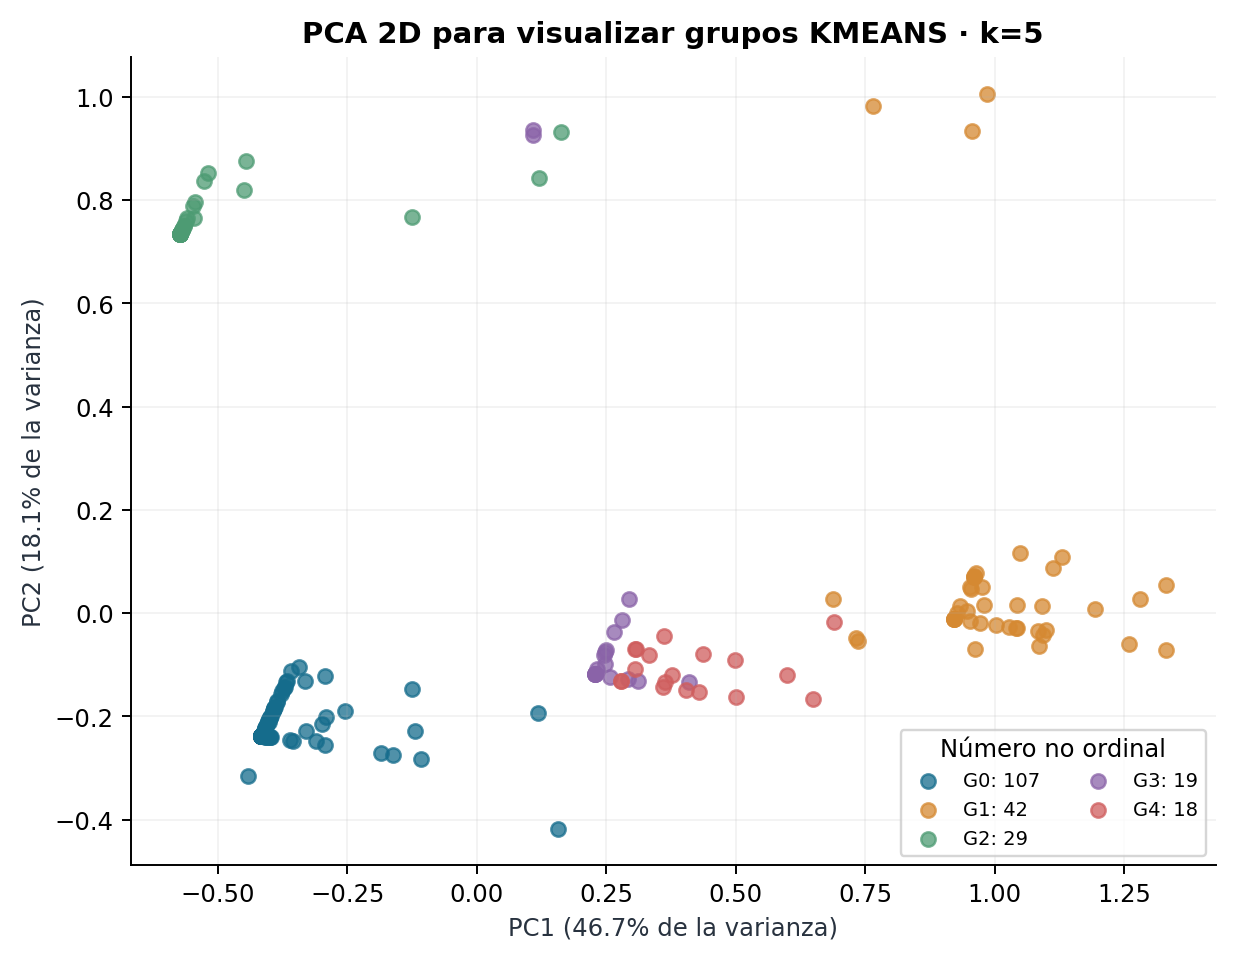 PCA 2D para visualizar grupos KMEANS · k=5
PC2 (18.1% de la varianza)
1.0
0.8
0.6
0.4
0.2
0.0
−0.2
−0.4
−0.50
−0.25
0.00
0.25
0.50
0.75
1.00
1.25
PC1 (46.7% de la varianza)
Número no ordinal
G0: 107
G1: 42
G2: 29
G3: 19
G4: 18